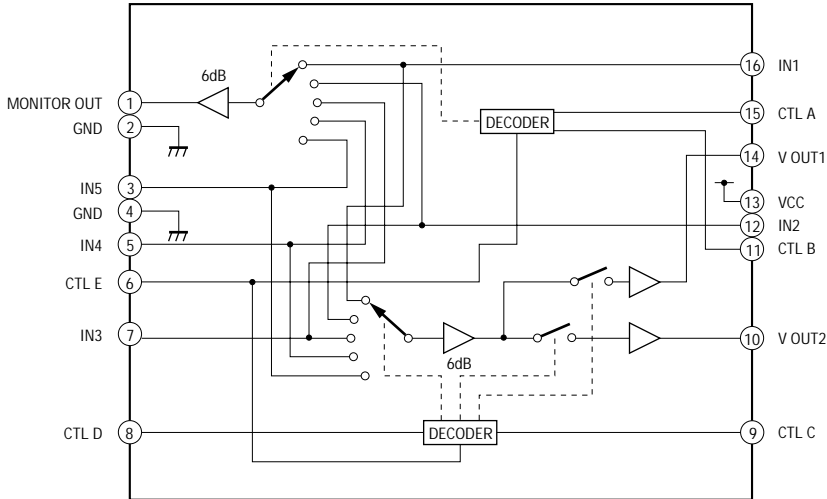 6dB
MONITOR OUT 1
GND 2
IN5 3
GND 4
IN4 5
CTL E 6
IN3 7
CTL D 8
DECODER
6dB
DECODER
16 IN1
15 CTL A
14 V OUT1
13 VCC
12 IN2
11 CTL B
10 V OUT2
9 CTL C